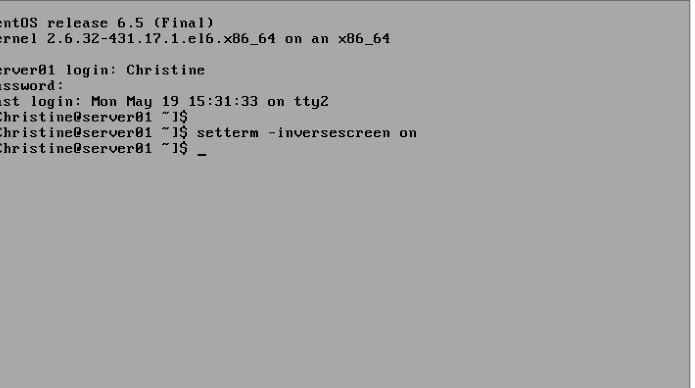 entOS release 6.5 (Final)
ernel 2.6.32-431.17.1.el6.x86_64 on an x86_64
erver01 login: Christine
assword:
ast login: Mon May 19 15:31:33 on tty2
Christine@server01 ~]$
Christine@server01 ~]$ setterm -inversescreen on
Christine@server01 ~]$ _